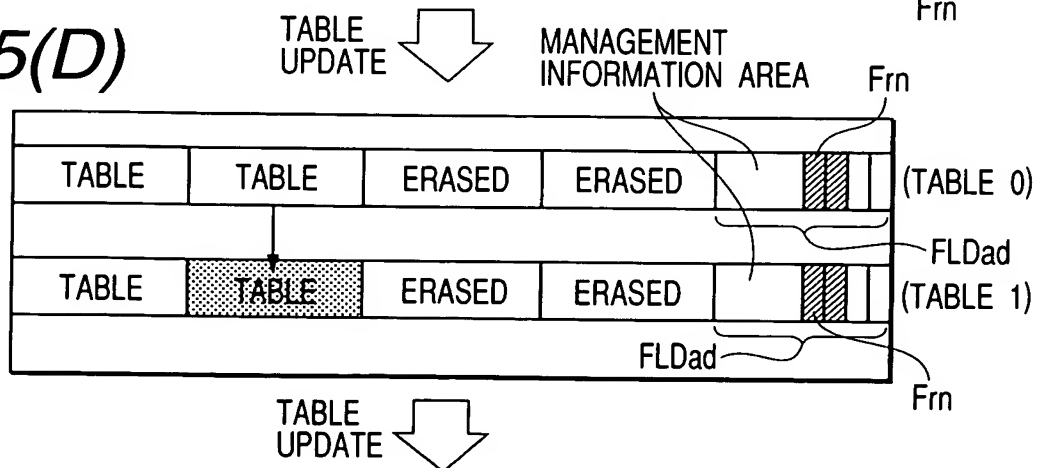 Frn
TABLE
UPDATE
5(D)
MANAGEMENT
INFORMATION AREA
Frn
TABLE TABLE ERASED ERASED (TABLE 0)
FLDad
TABLE TABLE ERASED ERASED (TABLE 1)
FLDad
Frn
TABLE
UPDATE